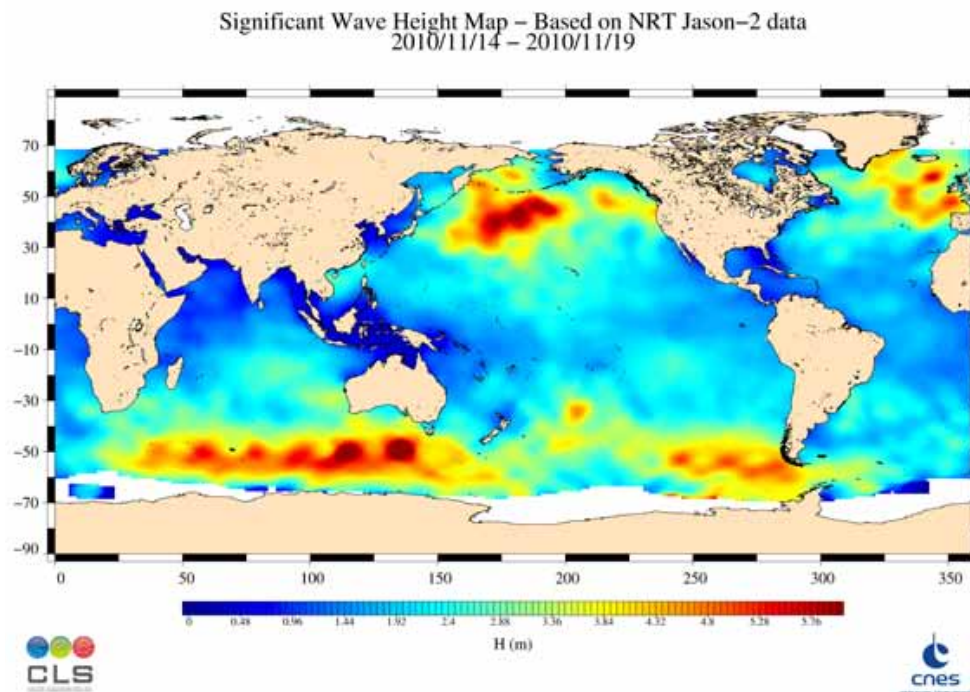 Significant Wave Height Map – Based on NRT Jason–2 data
2010/11/14 – 2010/11/19
70
50
30
10
−10
−30
−50
−70
−90
0 50 100 150 200 250 300 350
0 0.48 0.96 1.44 1.92 2.4 2.88 3.36 3.84 4.32 4.8 5.28 5.76
H (m)
CLS
cnes